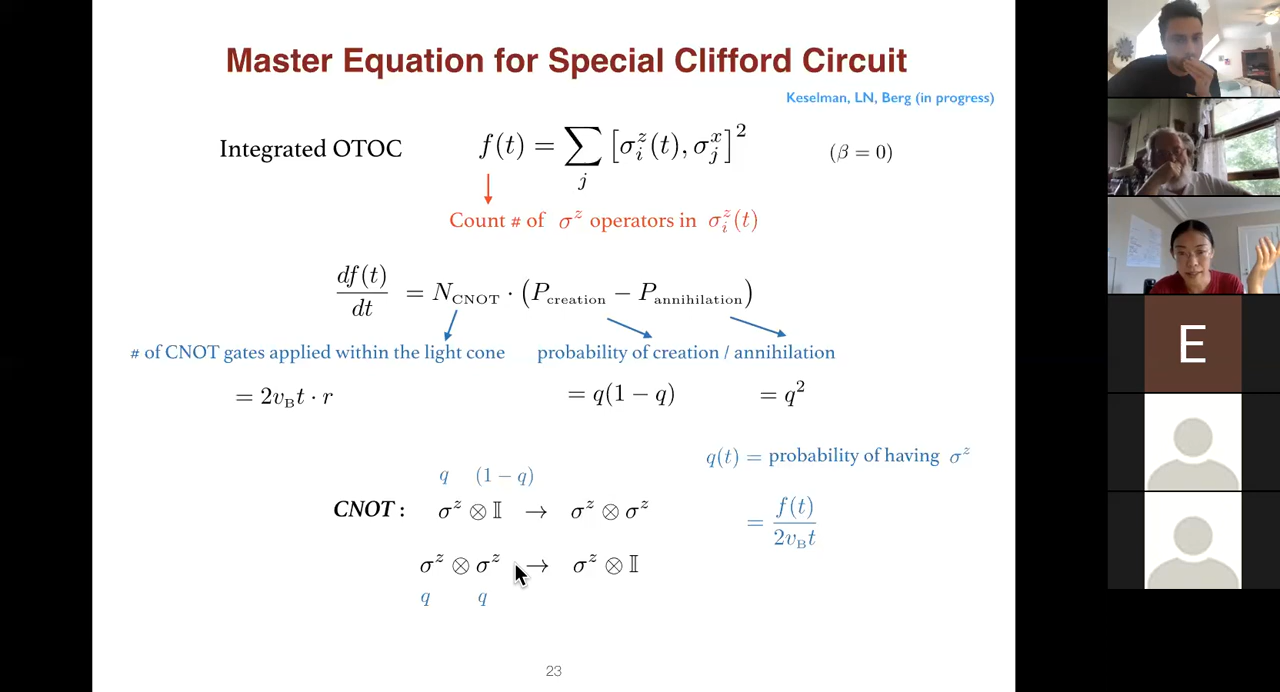 Master Equation for Special Clifford Circuit
Keselman, LN, Berg (in progress)
Integrated OTOC f(t) = ∑_j [σ_i^z(t), σ_j^x]^2 (β = 0)
Count # of σ^z operators in σ_i^z(t)
df(t)/dt = N_CNOT · (P_creation − P_annihilation)
# of CNOT gates applied within the light cone probability of creation / annihilation
= 2v_B t · r = q(1 − q) = q^2
q(t) = probability of having σ^z
q (1 − q)
CNOT : σ^z ⊗ 𝕀 → σ^z ⊗ σ^z
= f(t)/2v_B t
σ^z ⊗ σ^z → σ^z ⊗ 𝕀
q q
23
E